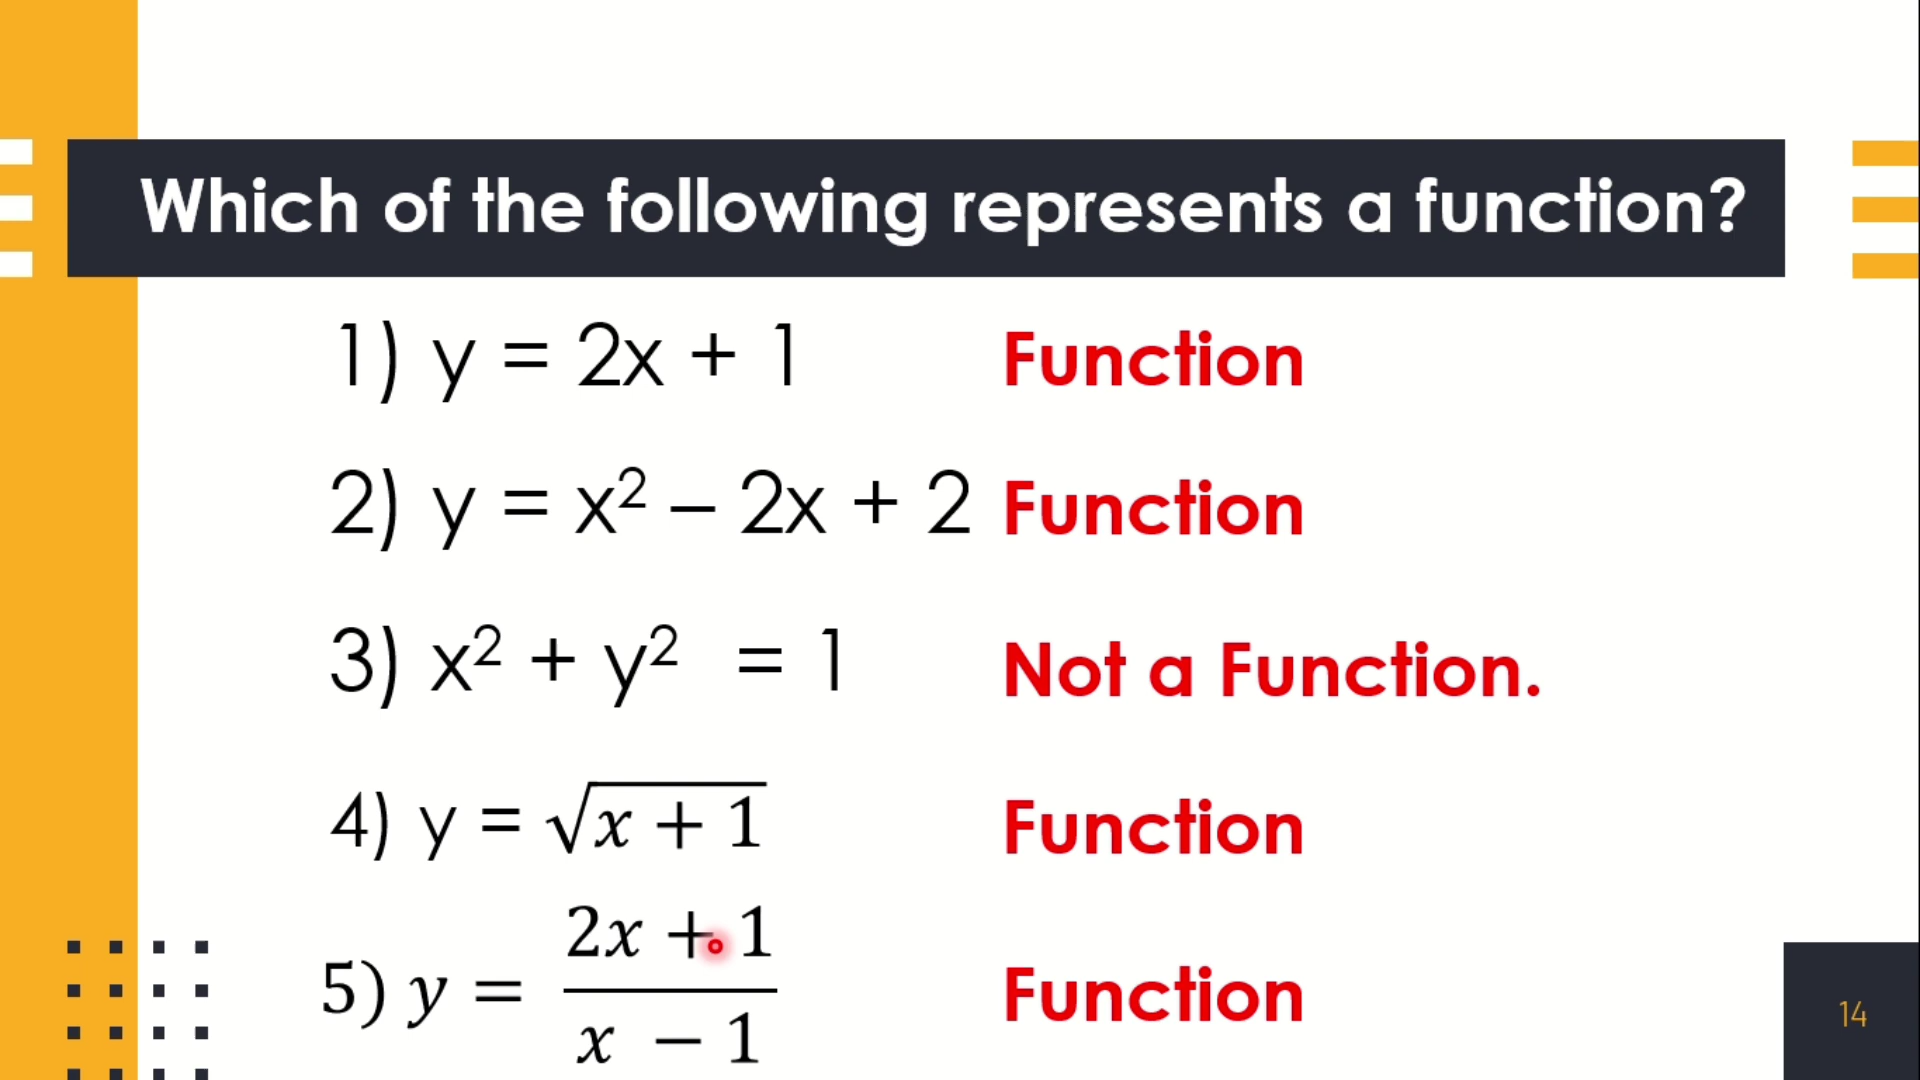 Which of the following represents a function?
1) y = 2x + 1 Function
2) y = x² – 2x + 2 Function
3) x² + y² = 1 Not a Function.
4) y = √(x + 1) Function
5) y = (2x + 1)/(x − 1) Function
14